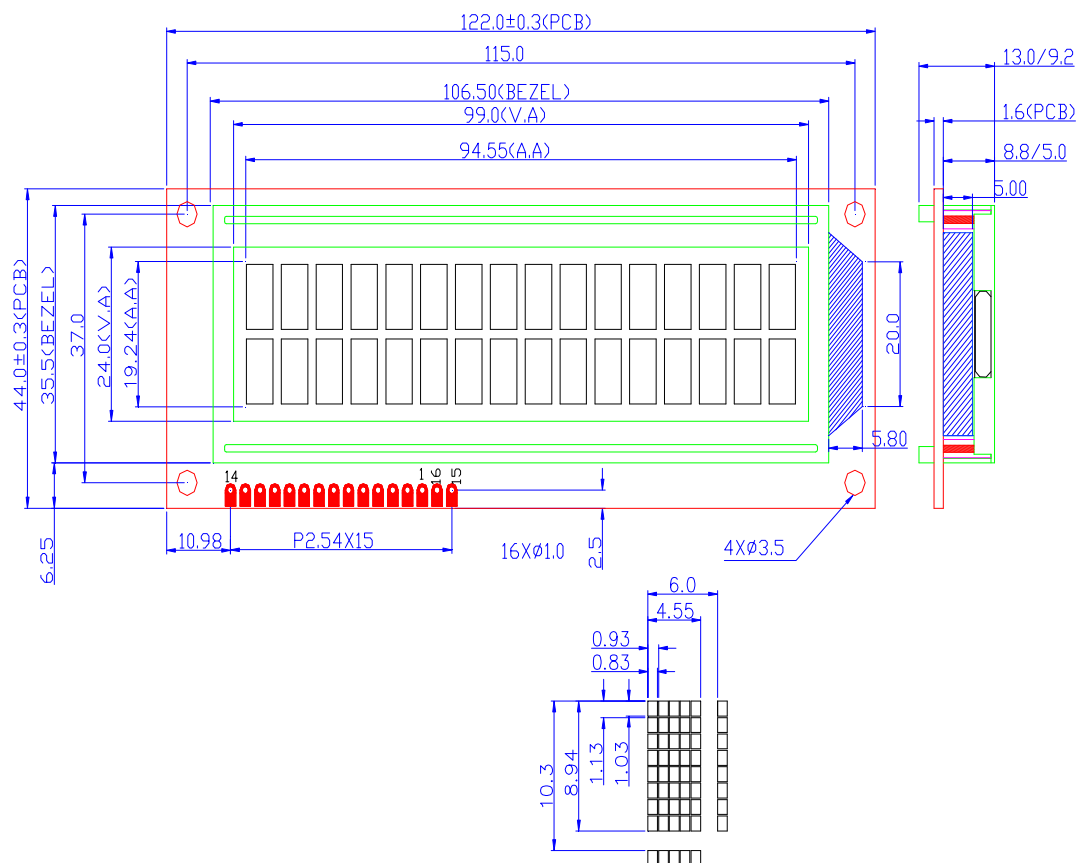 122.0±0.3(PCB)
115.0
13.0/9.2
106.50(BEZEL)
99.0(V.A)
1.6(PCB)
94.55(A.A)
8.8/5.0
5.00
44.0±0.3(PCB)
35.5(BEZEL)
37.0
24.0(V.A)
19.24(A.A)
20.0
5.80
14
1
16
15
10.98
P2.54X15
16XØ1.0
2.5
4XØ3.5
6.25
6.0
4.55
0.93
0.83
10.3
8.94
1.13
1.03